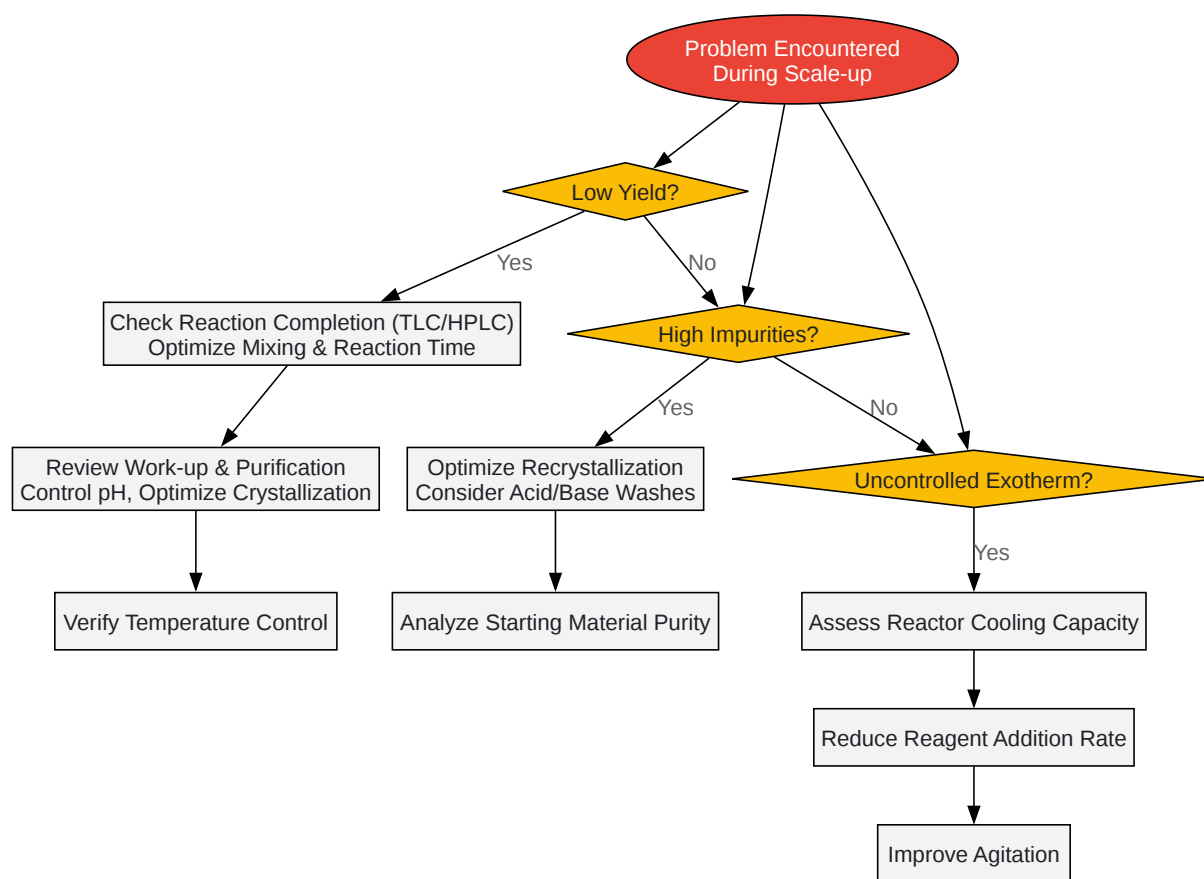 Problem Encountered
During Scale-up
Low Yield?
Yes
No
Check Reaction Completion (TLC/HPLC)
Optimize Mixing & Reaction Time
High Impurities?
Yes
No
Review Work-up & Purification
Control pH, Optimize Crystallization
Optimize Recrystallization
Consider Acid/Base Washes
Uncontrolled Exotherm?
Yes
Verify Temperature Control
Analyze Starting Material Purity
Assess Reactor Cooling Capacity
Reduce Reagent Addition Rate
Improve Agitation